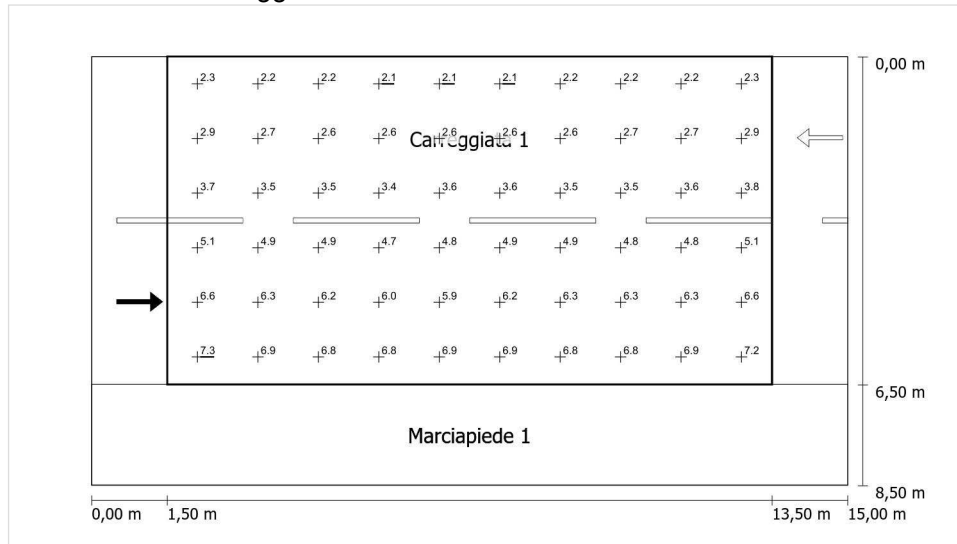 0,00 m
2.3 2.2 2.2 2.1 2.1 2.1 2.2 2.2 2.2 2.3
2.9 2.7 2.6 2.6 2.6 2.6 2.6 2.7 2.7 2.9
Carreggiata 1
3.7 3.5 3.5 3.4 3.6 3.6 3.5 3.5 3.6 3.8
5.1 4.9 4.9 4.7 4.8 4.9 4.9 4.8 4.8 5.1
6.6 6.3 6.2 6.0 5.9 6.2 6.3 6.3 6.3 6.6
7.3 6.9 6.8 6.8 6.9 6.9 6.8 6.8 6.9 7.2
6,50 m
Marciapiede 1
8,50 m
0,00 m 1,50 m 13,50 m 15,00 m